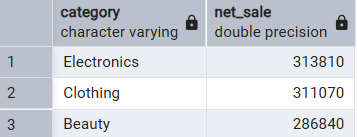 category net_sale
character varying double precision
1 Electronics 313810
2 Clothing 311070
3 Beauty 286840